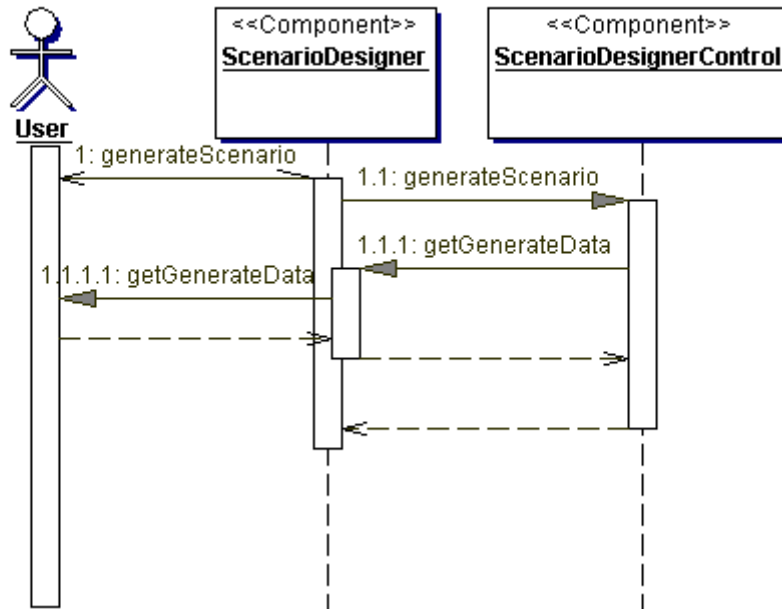 <<Component>>
ScenarioDesigner
<<Component>>
ScenarioDesignerControl
User
1: generateScenario
1.1: generateScenario
1.1.1: getGenerateData
1.1.1.1: getGenerateData